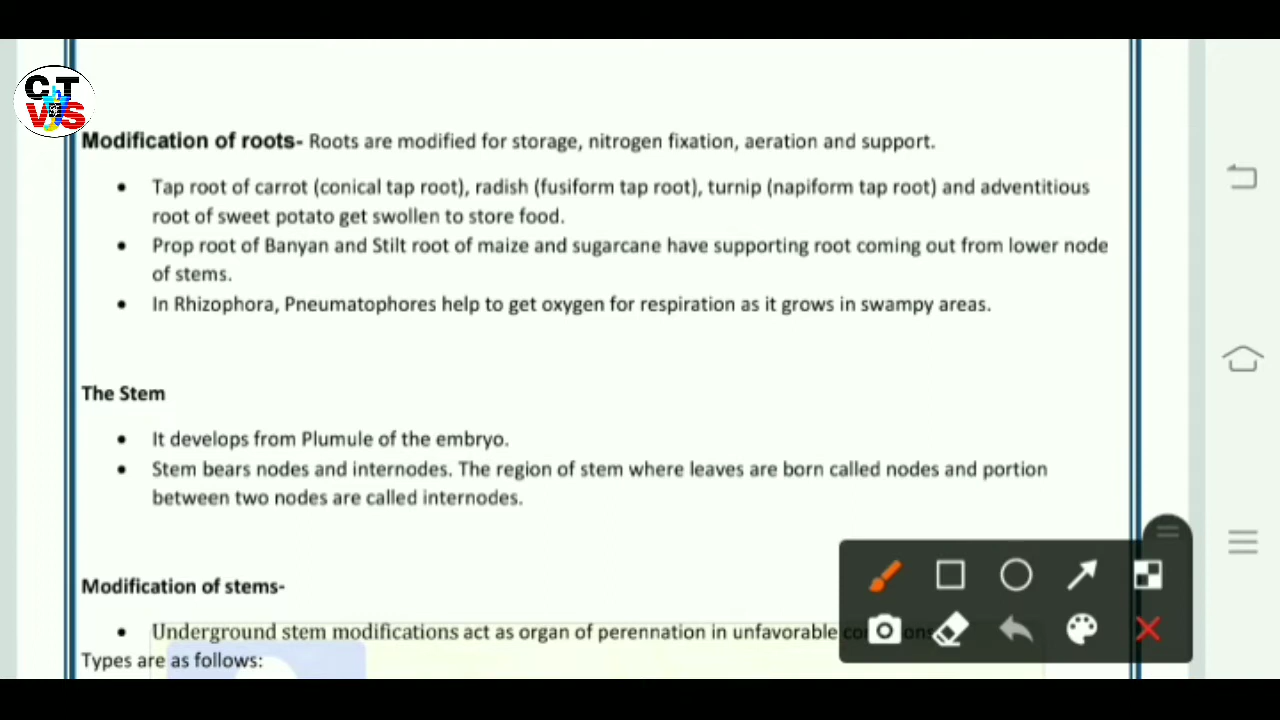 CT
VJS
Modification of roots- Roots are modified for storage, nitrogen fixation, aeration and support.
• Tap root of carrot (conical tap root), radish (fusiform tap root), turnip (napiform tap root) and adventitious
root of sweet potato get swollen to store food.
• Prop root of Banyan and Stilt root of maize and sugarcane have supporting root coming out from lower node
of stems.
• In Rhizophora, Pneumatophores help to get oxygen for respiration as it grows in swampy areas.
The Stem
• It develops from Plumule of the embryo.
• Stem bears nodes and internodes. The region of stem where leaves are born called nodes and portion
between two nodes are called internodes.
Modification of stems-
• Underground stem modifications act as organ of perennation in unfavorable
Types are as follows: